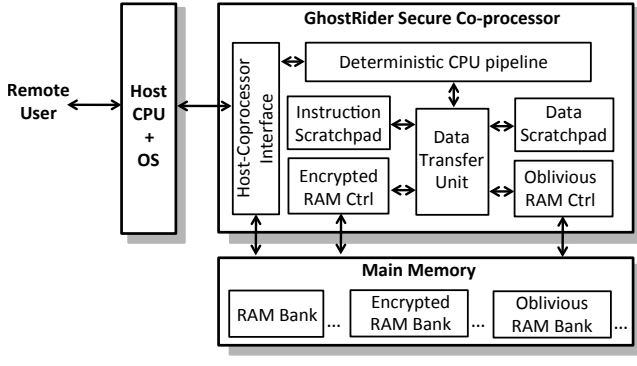 GhostRider Secure Co-processor
Remote
User
Host
CPU
+
OS
Host-Coprocessor
Interface
Deterministic CPU pipeline
Instruction
Scratchpad
Data
Transfer
Unit
Data
Scratchpad
Encrypted
RAM Ctrl
Oblivious
RAM Ctrl
Main Memory
RAM Bank ...
Encrypted
RAM Bank ...
Oblivious
RAM Bank ...